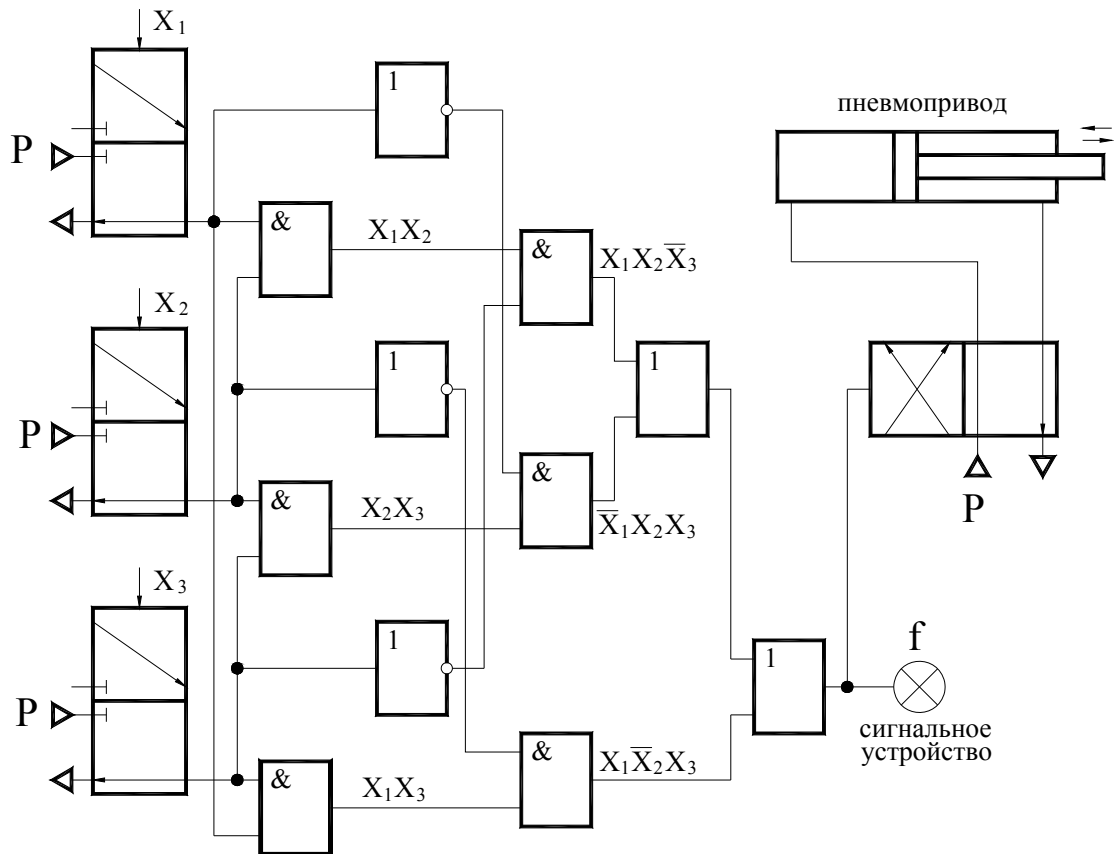 X₁
1
пневмопривод
P
&
X₁X₂
&
X₁X₂X̅₃
X₂
1
1
P
&
X₂X₃
&
X̅₁X₂X₃
P
X₃
1
1
f
P
сигнальное
устройство
&
X₁X₃
&
X₁X̅₂X₃